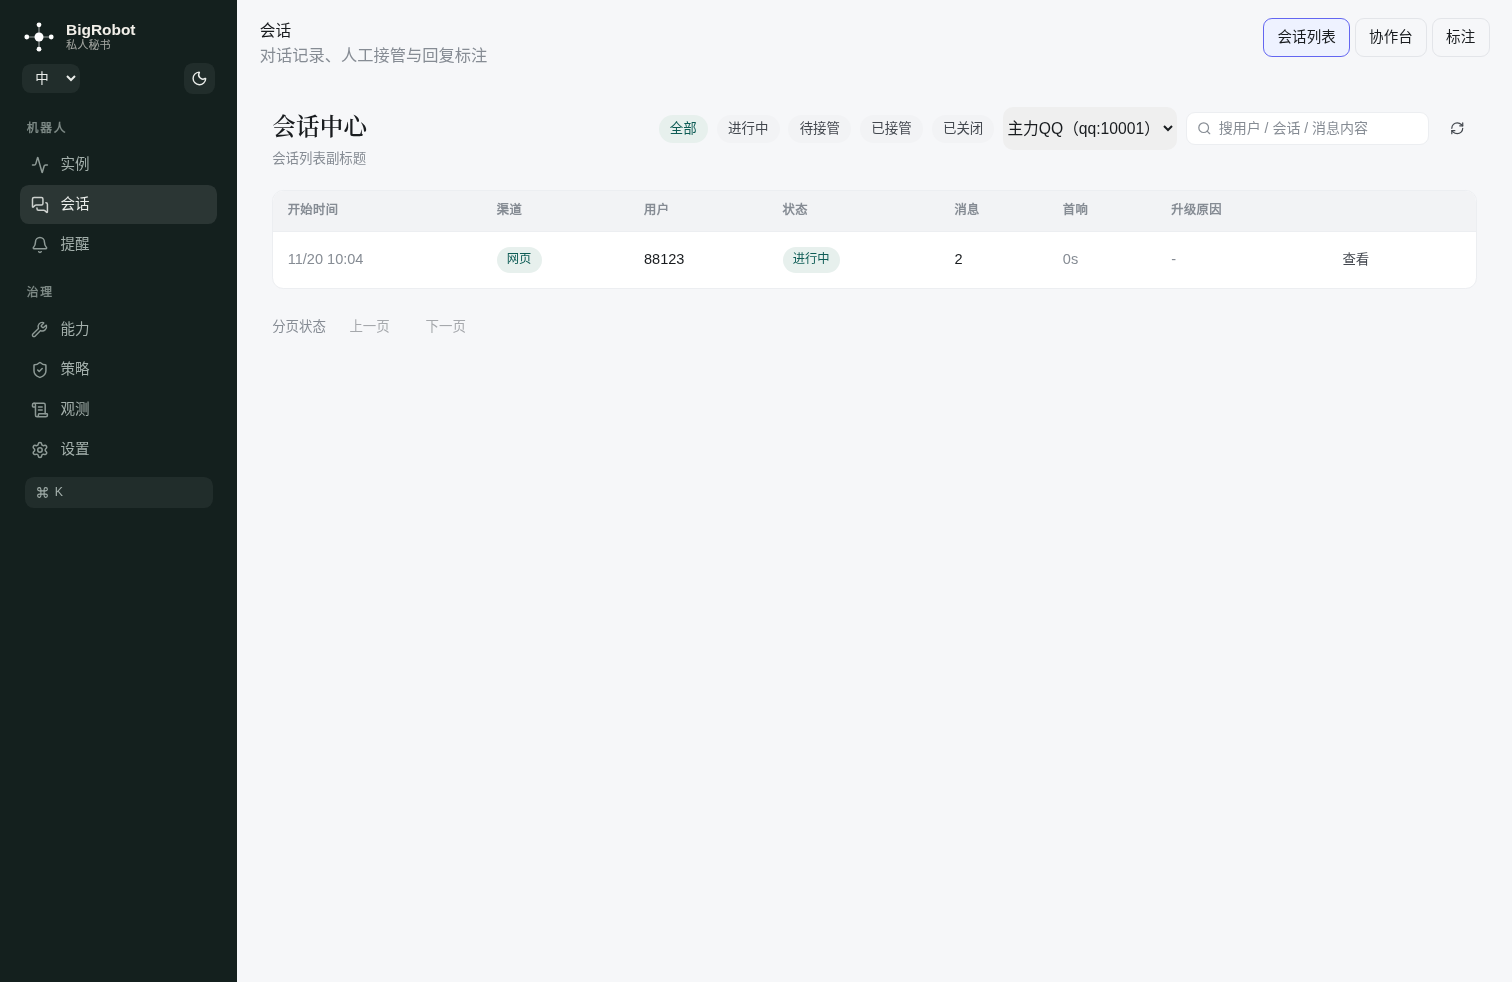 BigRobot
私人秘书
中
机器人
实例
会话
提醒
治理
能力
策略
观测
设置
⌘ K
会话
对话记录、人工接管与回复标注
会话列表 协作台 标注
会话中心
会话列表副标题
全部 进行中 待接管 已接管 已关闭 主力QQ（qq:10001） 搜用户 / 会话 / 消息内容
开始时间 渠道 用户 状态 消息 首响 升级原因
11/20 10:04 网页 88123 进行中 2 0s - 查看
分页状态 上一页 下一页